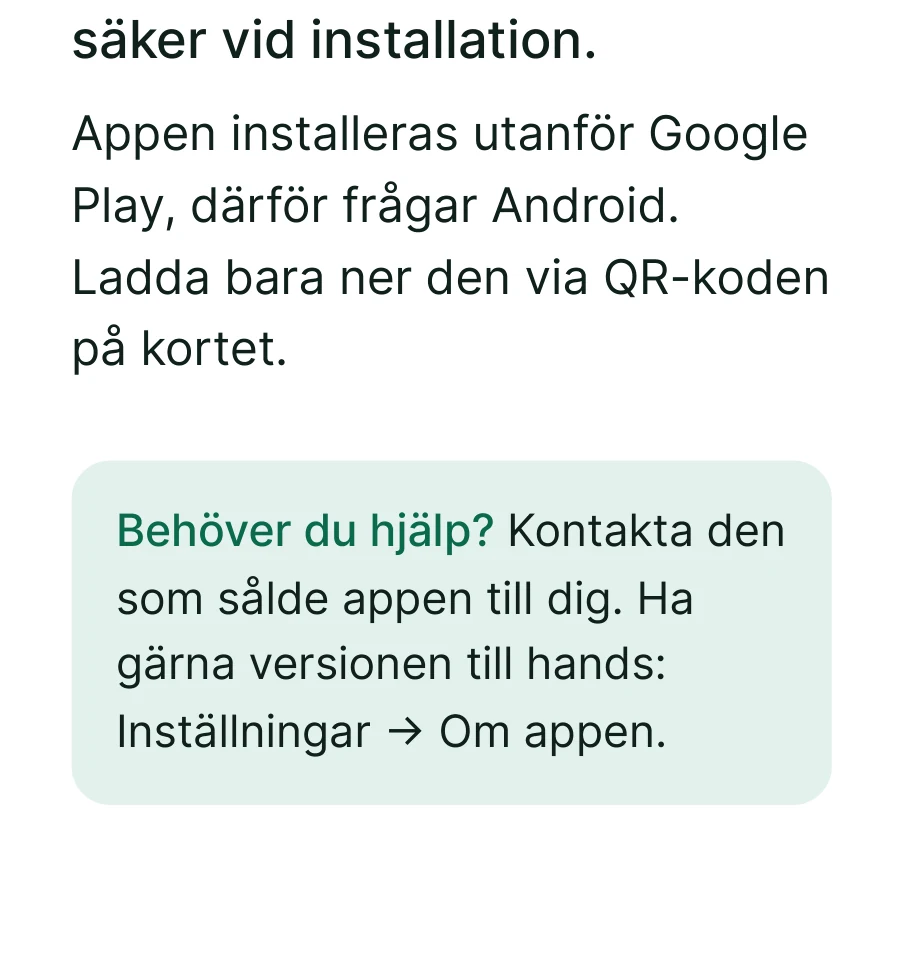 säker vid installation.
Appen installeras utanför Google
Play, därför frågar Android.
Ladda bara ner den via QR-koden
på kortet.
Behöver du hjälp? Kontakta den
som sålde appen till dig. Ha
gärna versionen till hands:
Inställningar → Om appen.